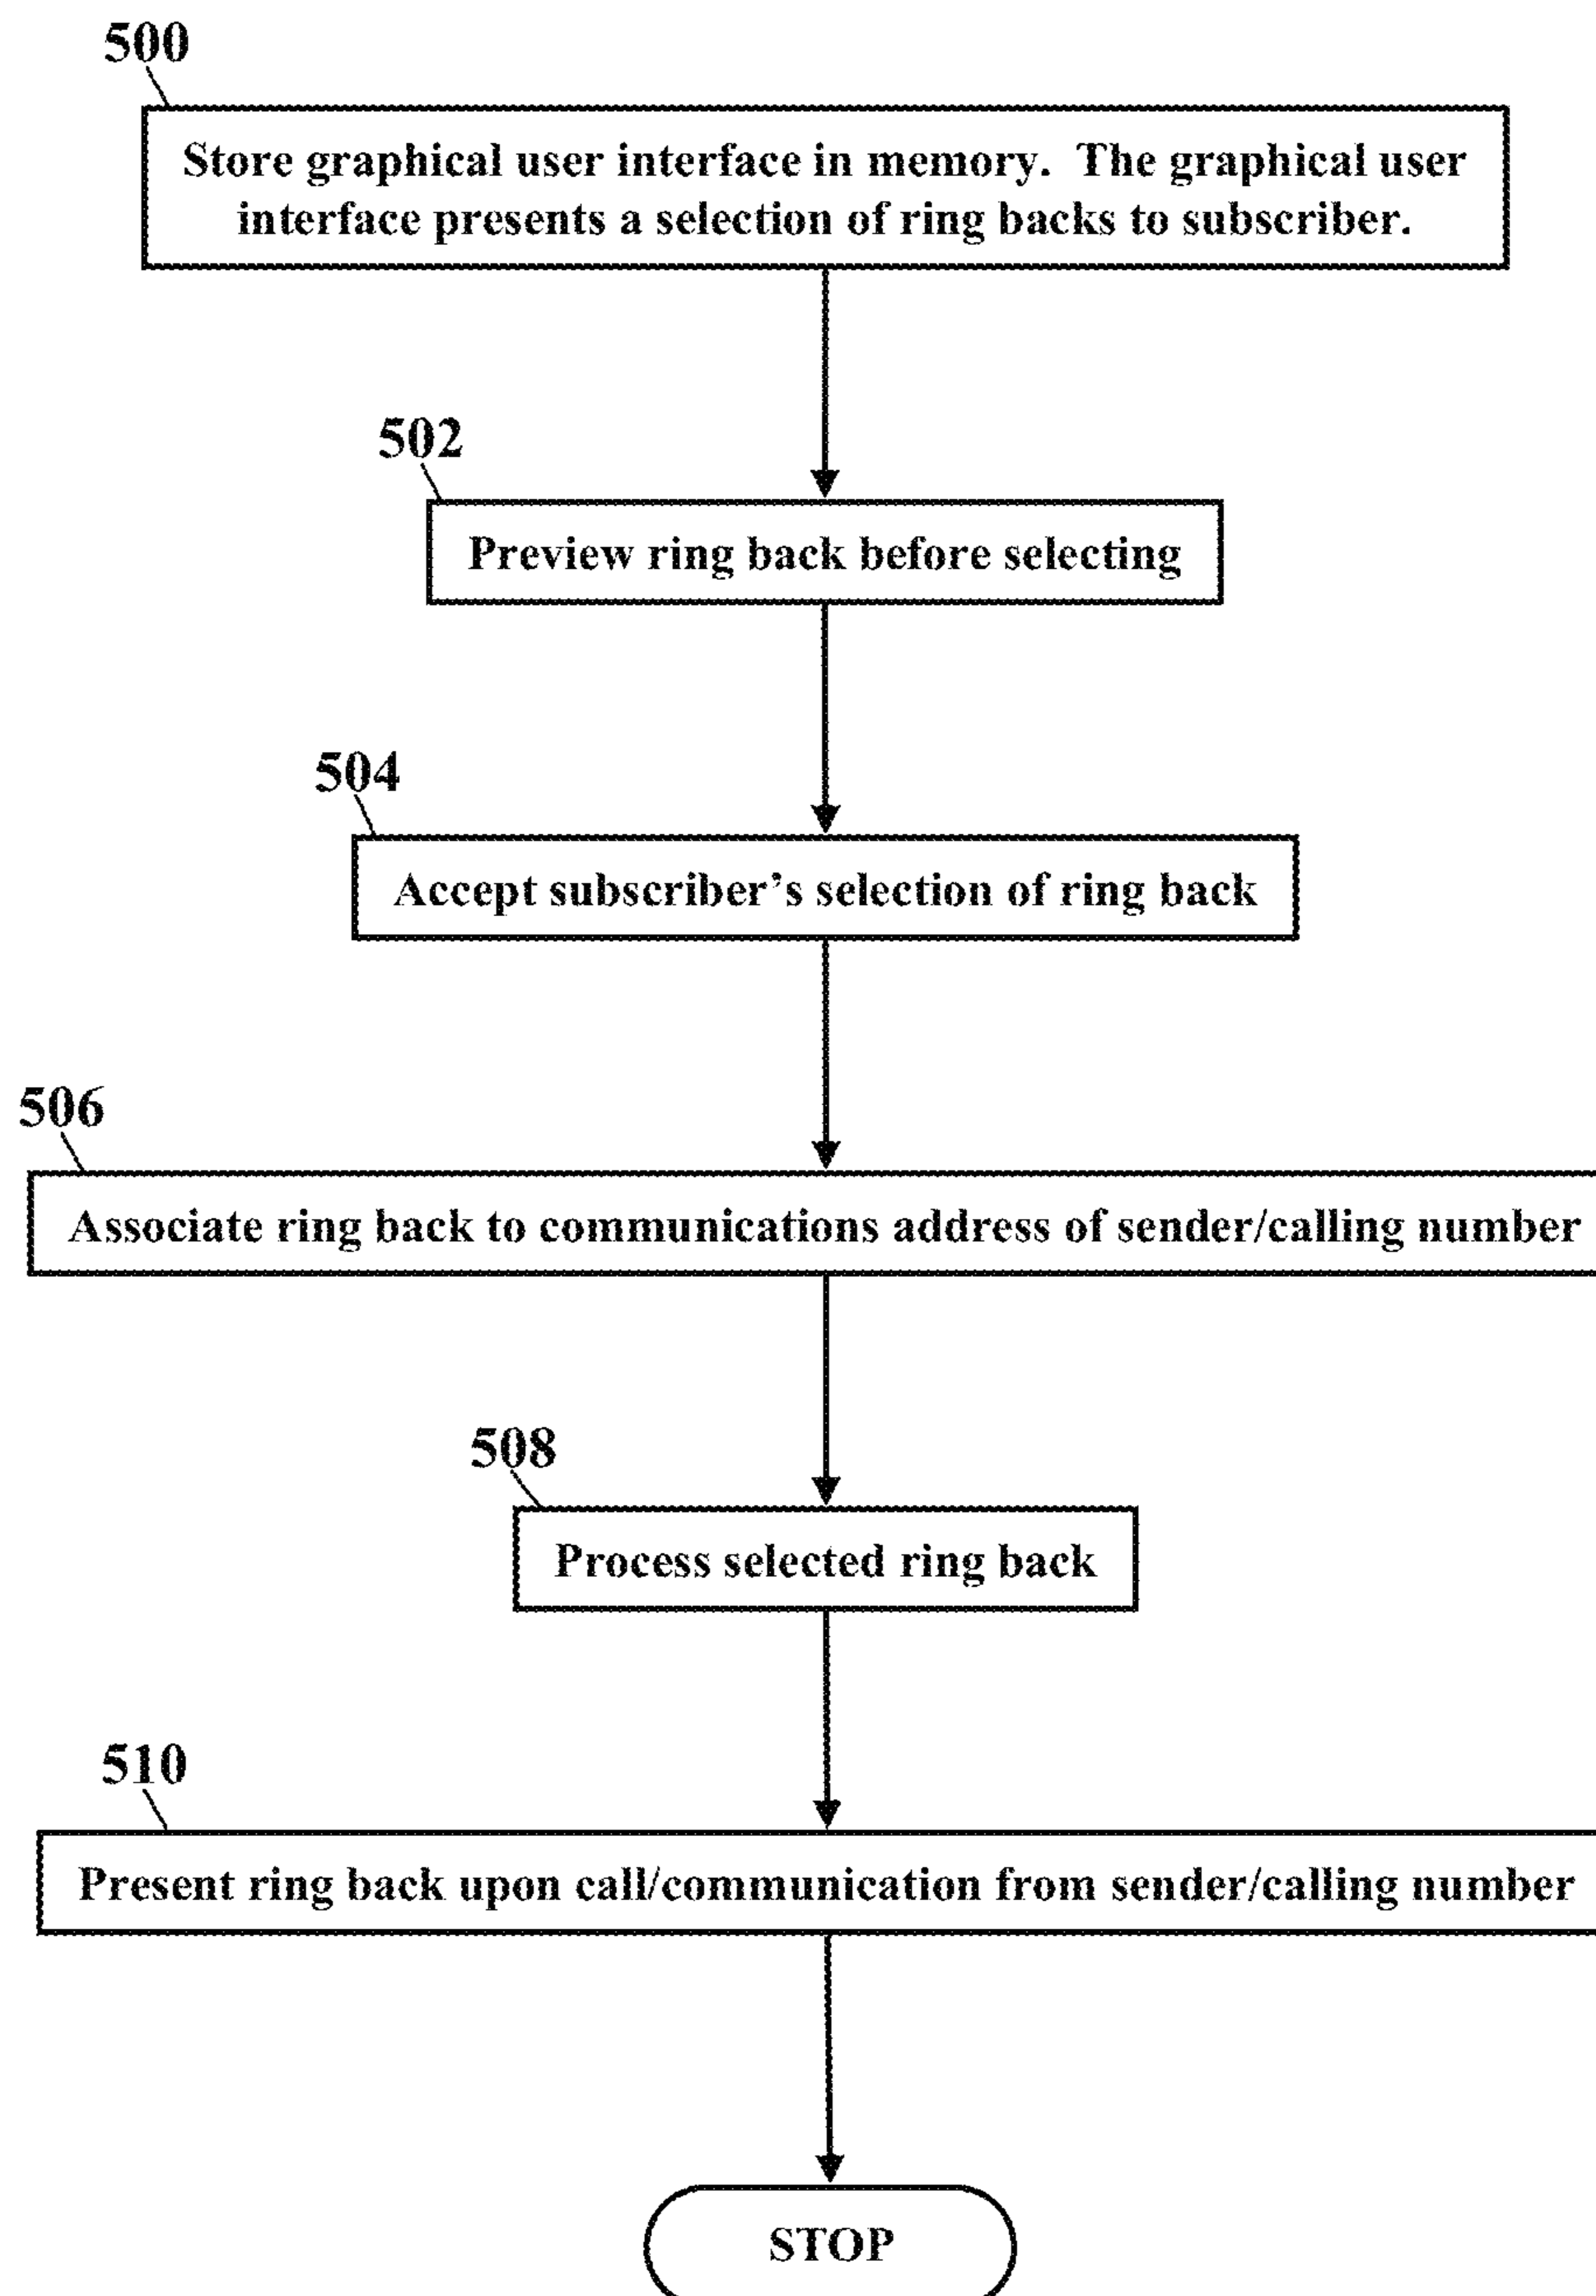 500
Store graphical user interface in memory.  The graphical user
interface presents a selection of ring backs to subscriber.
502
Preview ring back before selecting
504
Accept subscriber’s selection of ring back
506
Associate ring back to communications address of sender/calling number
508
Process selected ring back
510
Present ring back upon call/communication from sender/calling number
STOP